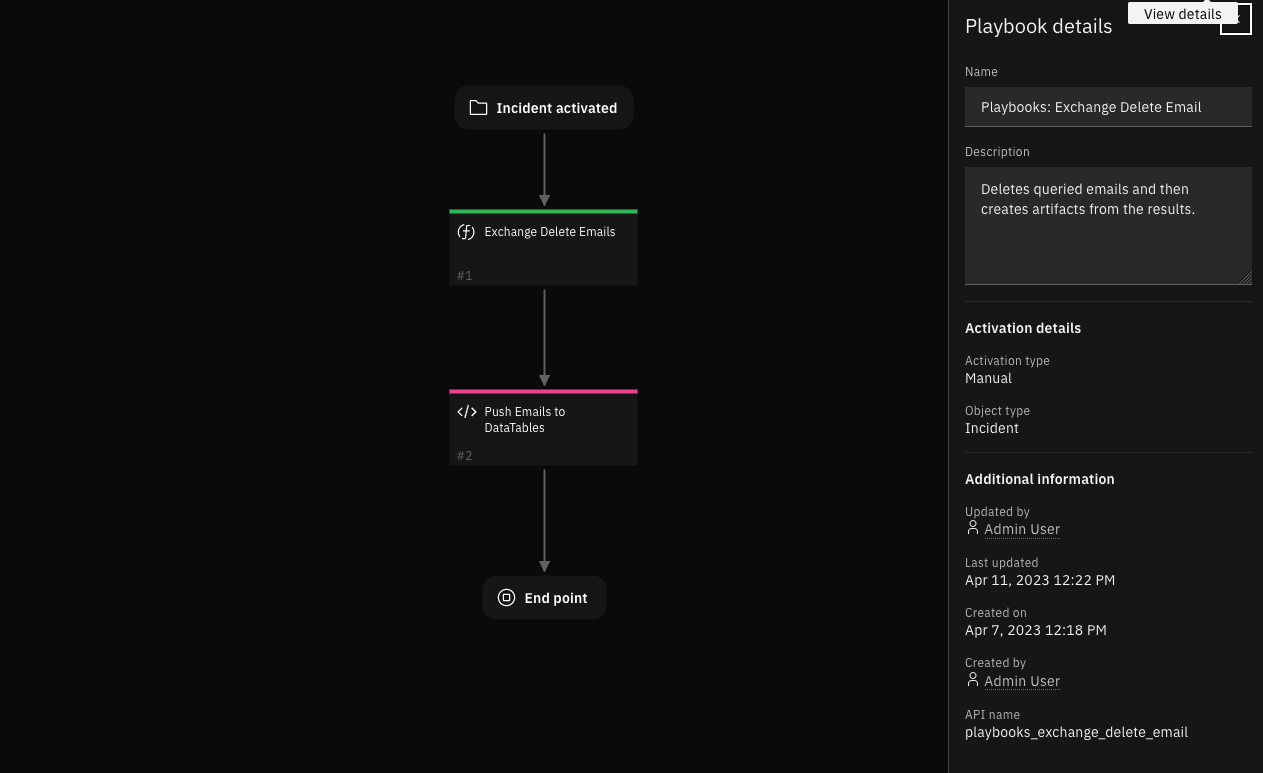 Incident activated
Exchange Delete Emails
#1
Push Emails to
DataTables
#2
End point
View details
Playbook details
Name
Playbooks: Exchange Delete Email
Description
Deletes queried emails and then
creates artifacts from the results.
Activation details
Activation type
Manual
Object type
Incident
Additional information
Updated by
Admin User
Last updated
Apr 11, 2023 12:22 PM
Created on
Apr 7, 2023 12:18 PM
Created by
Admin User
API name
playbooks_exchange_delete_email